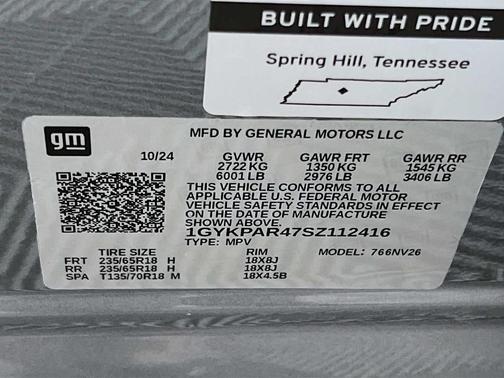 BUILT WITH PRIDE
Spring Hill, Tennessee
gm
MFD BY GENERAL MOTORS LLC
10/24 GVWR GAWR FRT GAWR RR
2722 KG 1350 KG 1545 KG
6001 LB 2976 LB 3406 LB
THIS VEHICLE CONFORMS TO ALL
APPLICABLE U.S. FEDERAL MOTOR
VEHICLE SAFETY STANDARDS IN EFFECT
ON THE DATE OF MANUFACTURE
SHOWN ABOVE.
1GYKPAR47SZ112416
TYPE: MPV MODEL: 766NV26
TIRE SIZE RIM
FRT 235/65R18 H 18X8J
RR 235/65R18 H 18X8J
SPA T135/70R18 M 18X4.5B